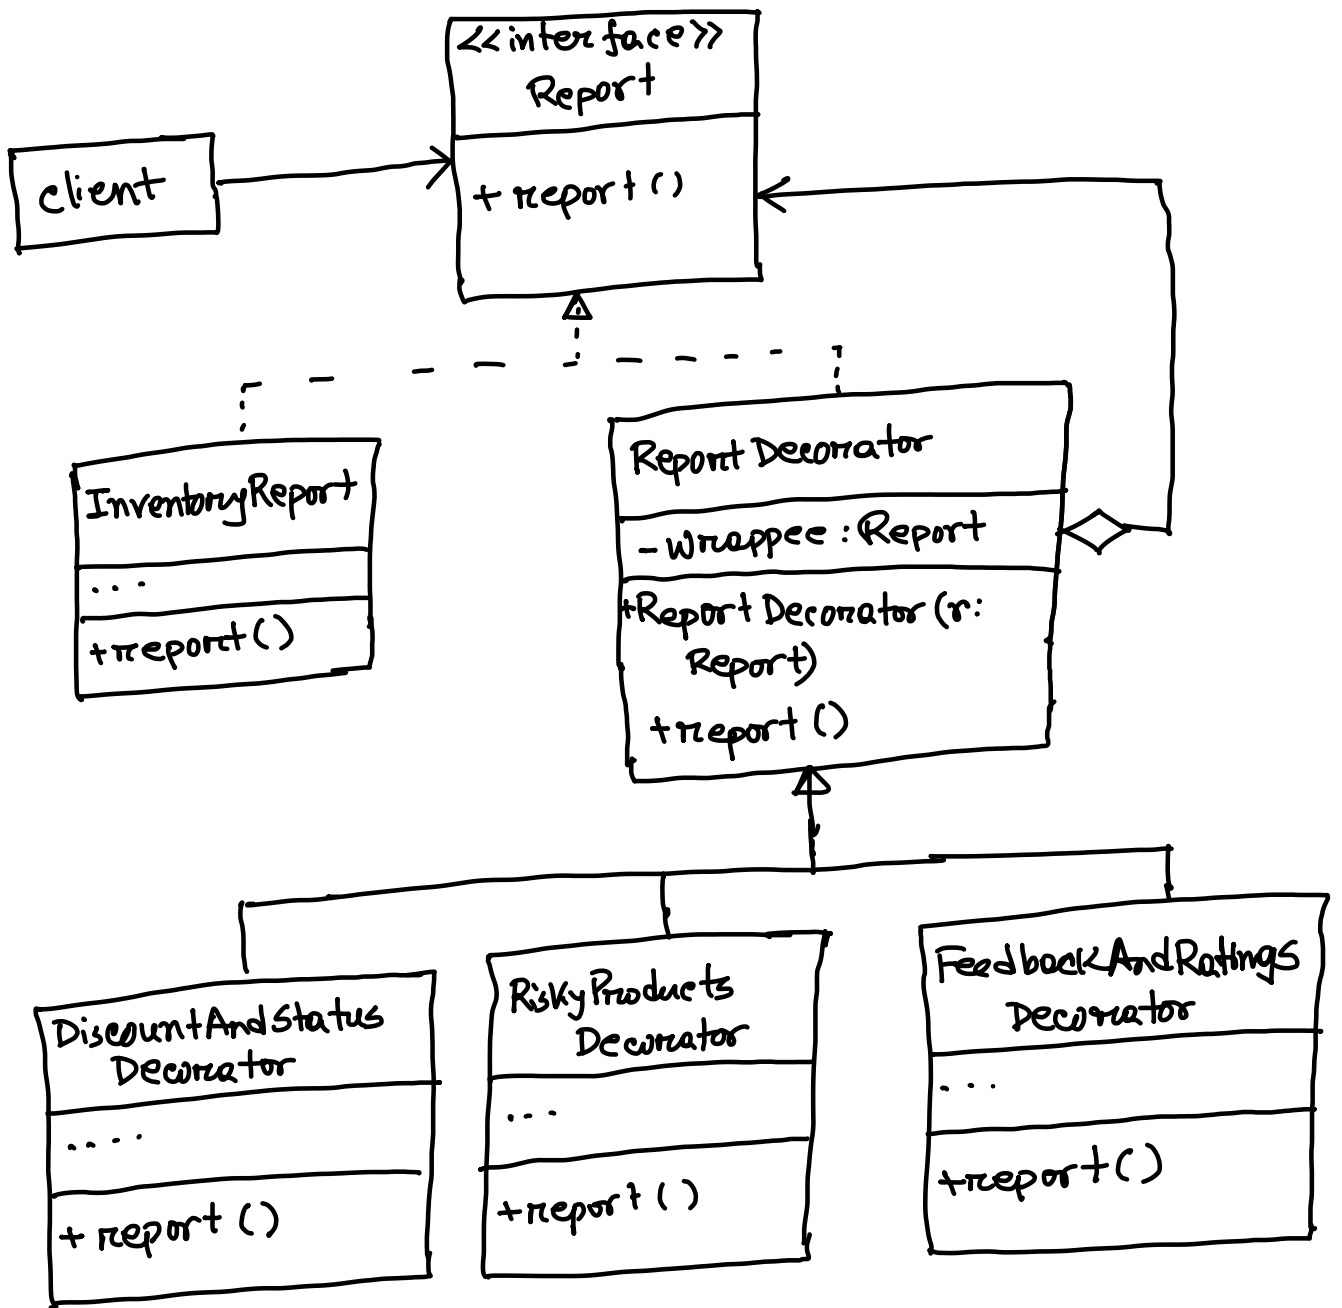 <<interface>>
Report
+ report()
client
InventoryReport
...
+report()
ReportDecorator
- wrappee : Report
+ReportDecorator(r:
Report)
+report()
DiscountAndStatus
Decorator
....
+ report()
RiskyProducts
Decorator
...
+report()
FeedbackAndRatings
Decorator
...
+report()